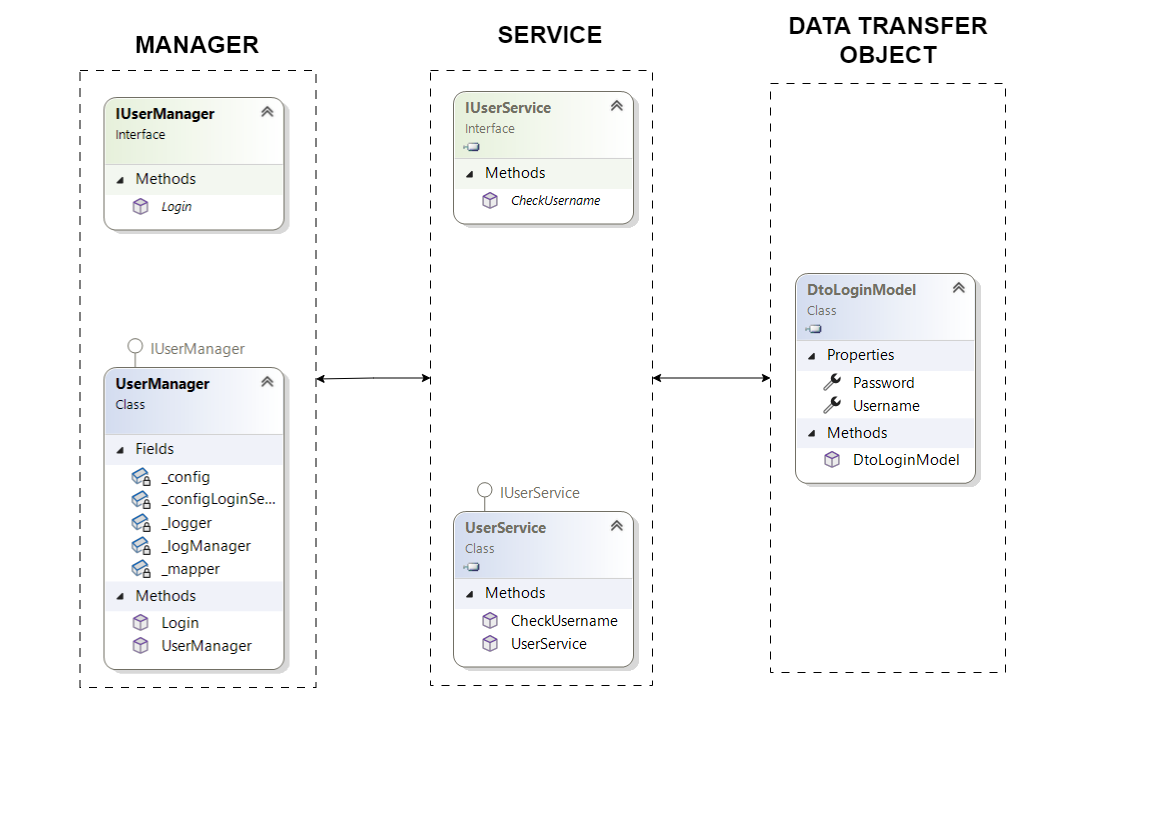 MANAGER
IUserManager
Interface
Methods
Login
IUserManager
UserManager
Class
Fields
_config
_configLoginSe...
_logger
_logManager
_mapper
Methods
Login
UserManager
SERVICE
IUserService
Interface
Methods
CheckUsername
IUserService
UserService
Class
Methods
CheckUsername
UserService
DATA TRANSFER
OBJECT
DtoLoginModel
Class
Properties
Password
Username
Methods
DtoLoginModel